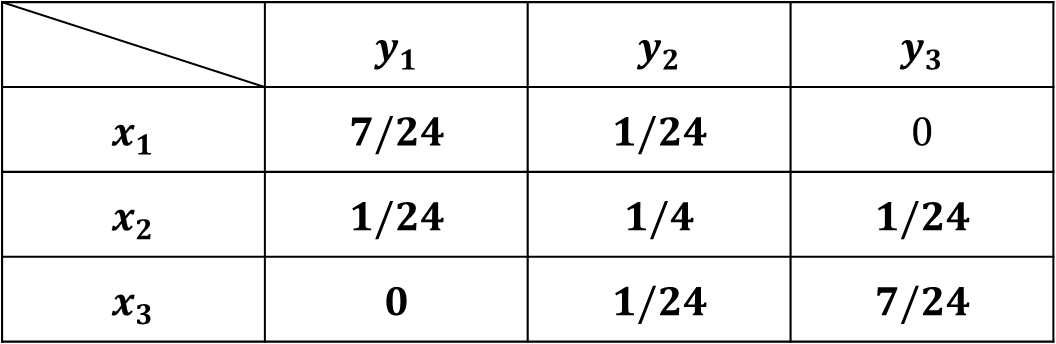 y₁ y₂ y₃
x₁ 7/24 1/24 0
x₂ 1/24 1/4 1/24
x₃ 0 1/24 7/24